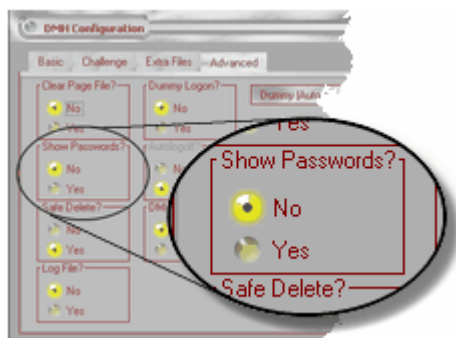 DMH Configuration
Basic Challenge Extra Files Advanced
Clear Page File?
No
Yes
Dummy Logon?
No
Yes
Show Passwords?
No
Yes
Autologoff?
Safe Delete?
No
Yes
Log File?
No
Yes
Show Passwords?
No
Yes
Safe Delete?